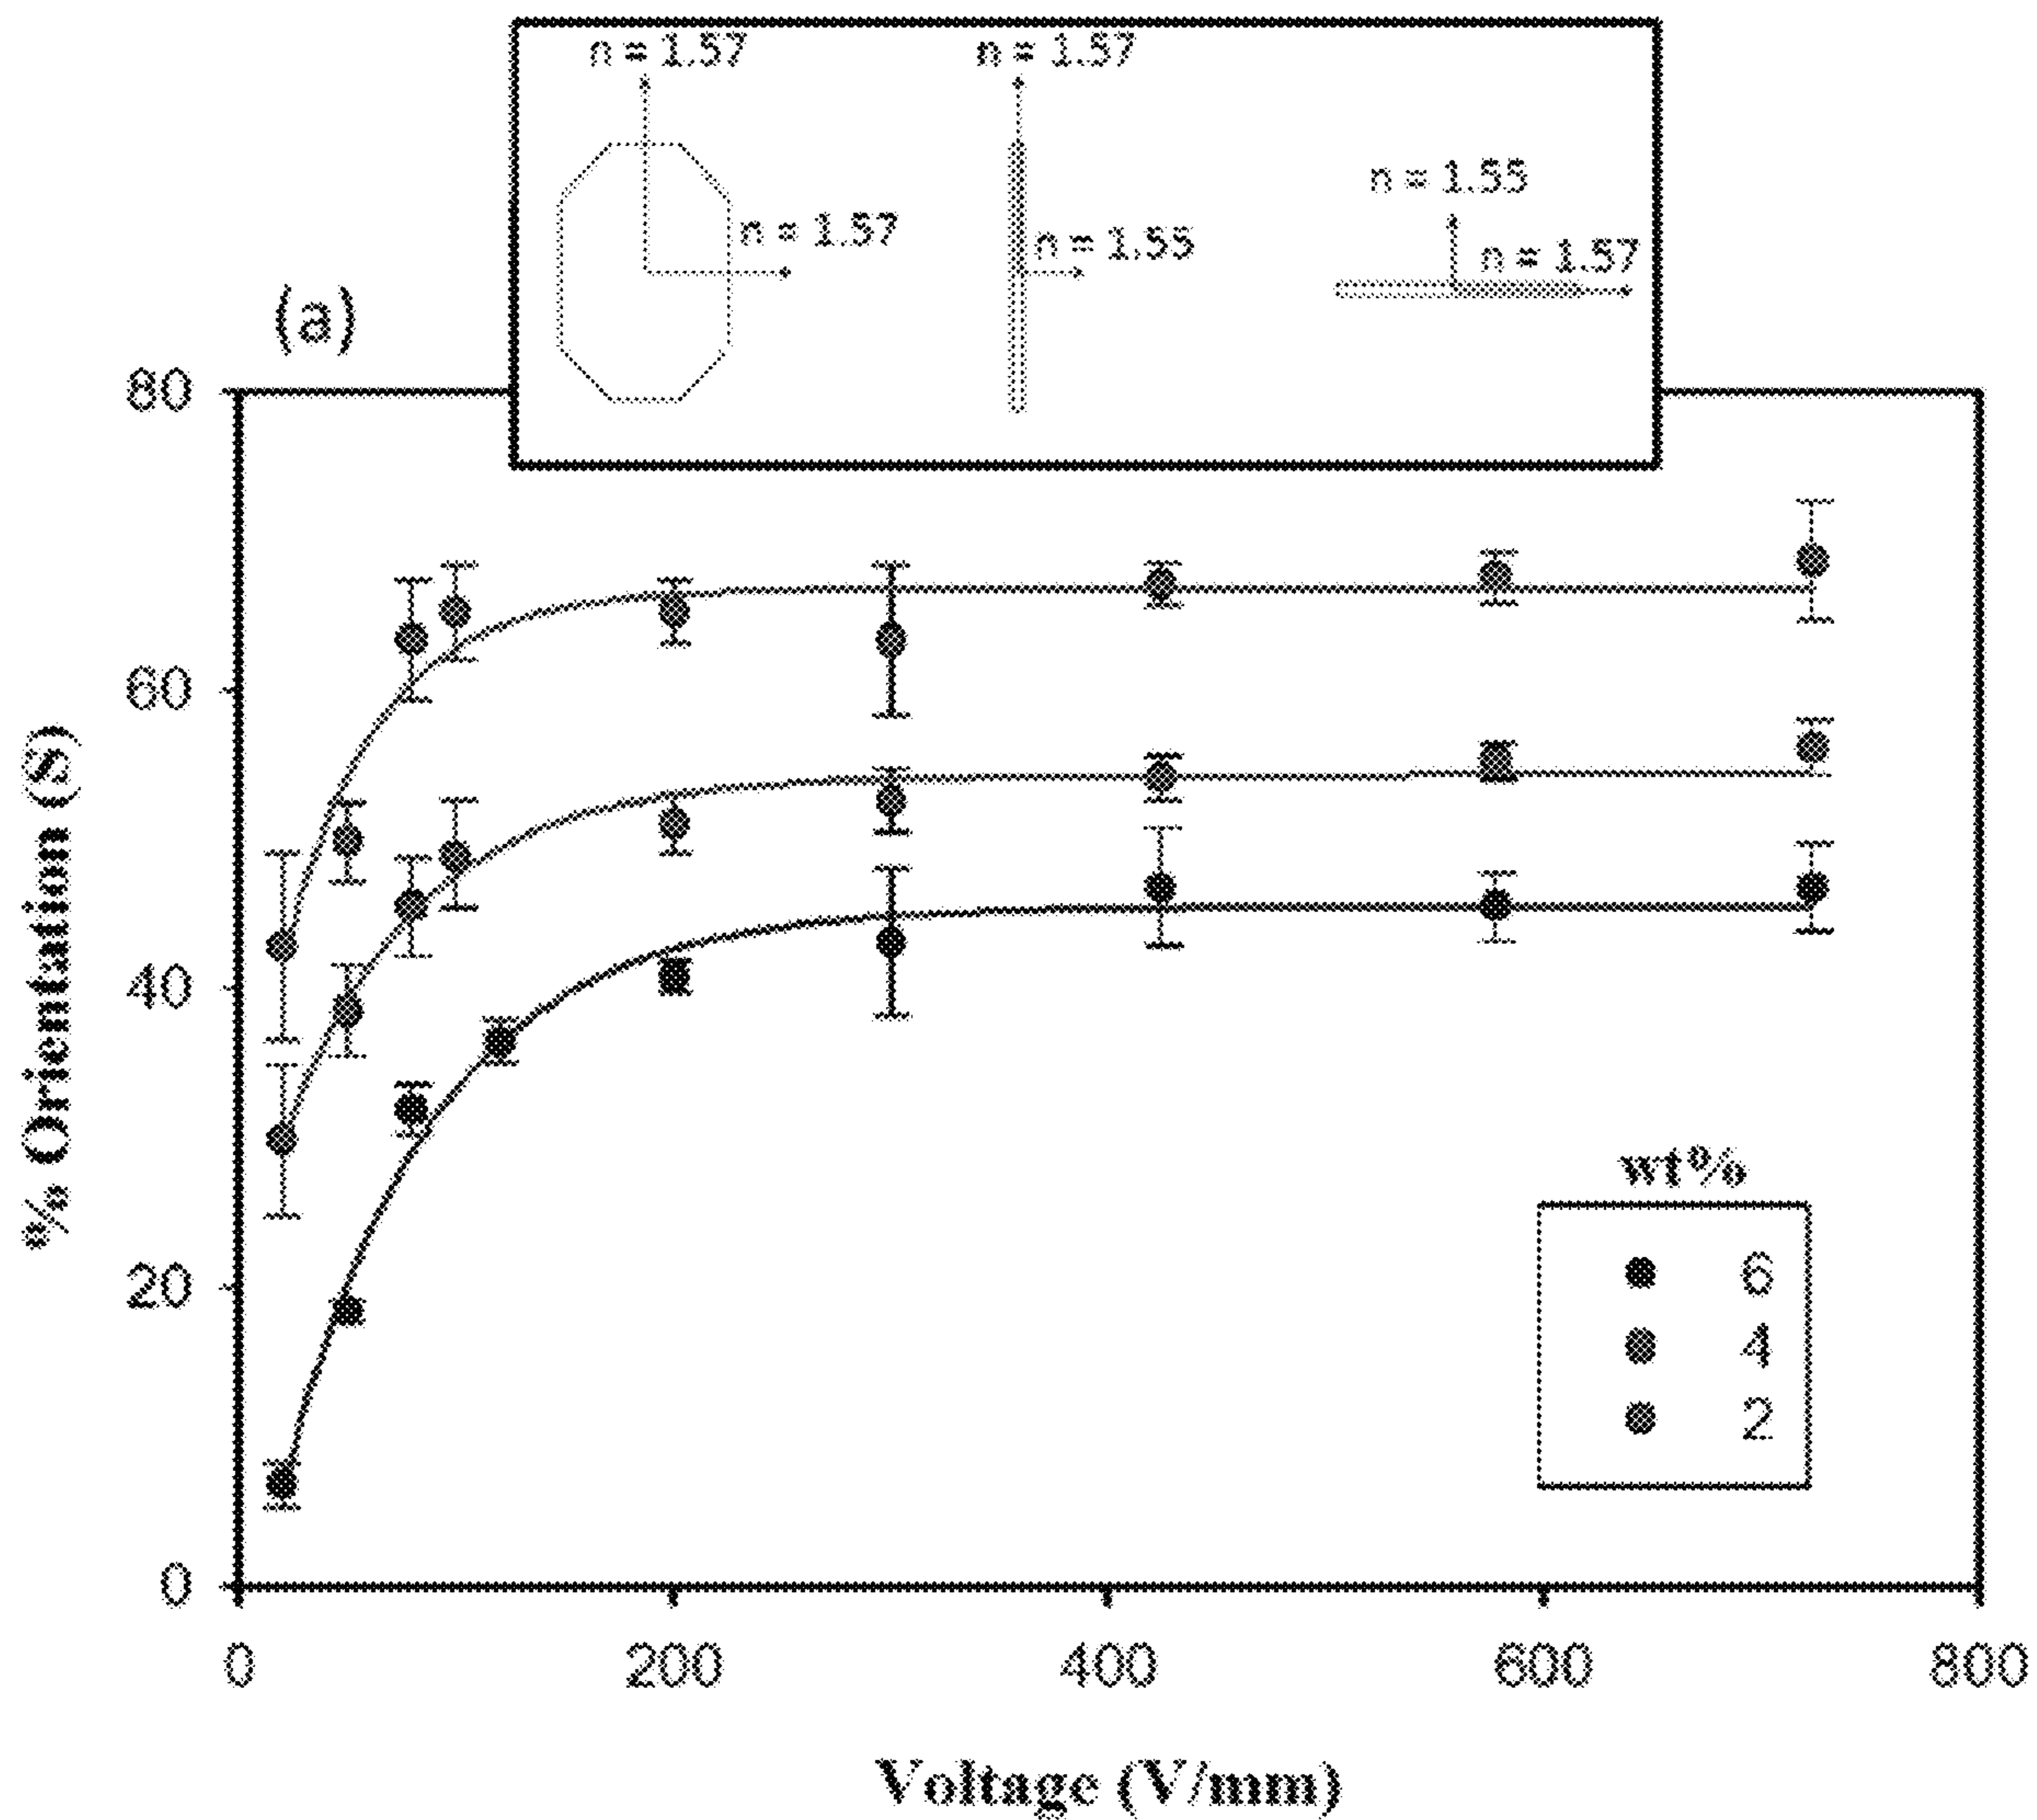 n = 1.57
n = 1.57
n = 1.57
n = 1.55
n = 1.55
n = 1.57
(a)
80
60
40
20
0
% Orientation (S)
wt%
6
4
2
0
200
400
600
800
Voltage (V/mm)